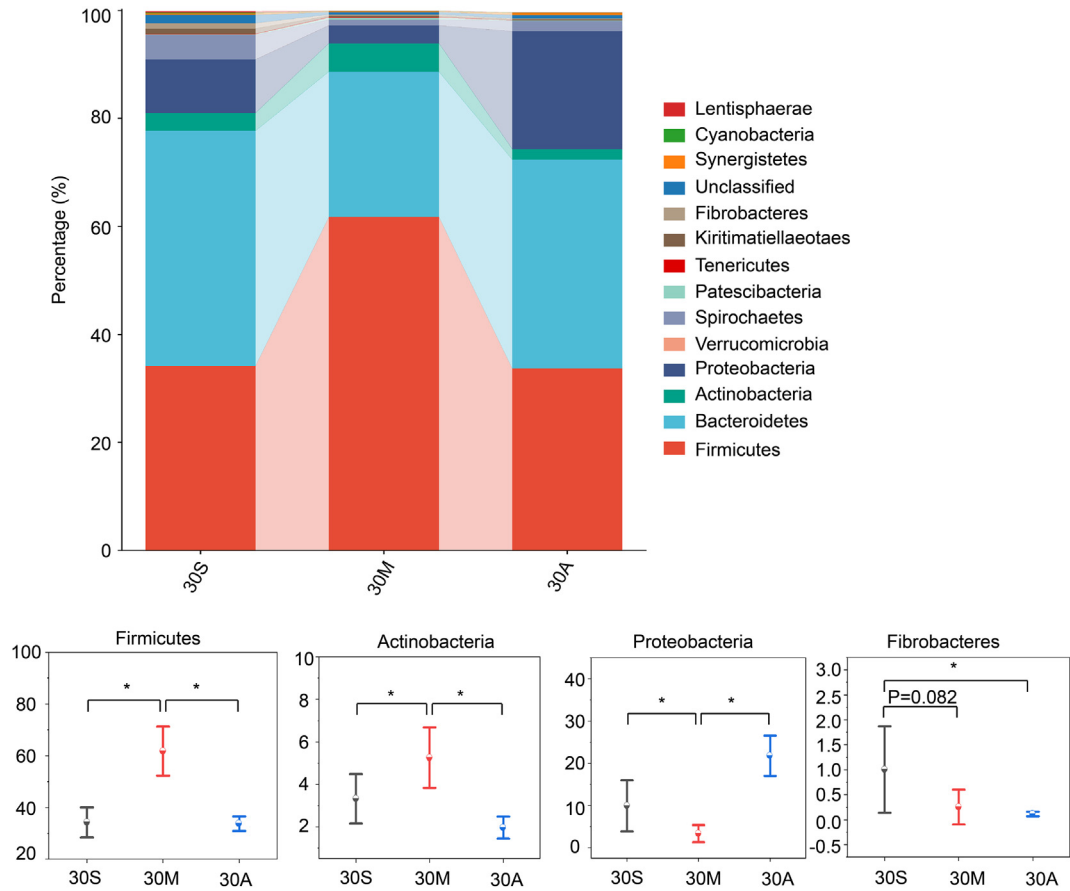 Percentage (%)
100
80
60
40
20
0
30S
30M
30A
Lentisphaerae
Cyanobacteria
Synergistetes
Unclassified
Fibrobacteres
Kiritimatiellaeotaes
Tenericutes
Patescibacteria
Spirochaetes
Verrucomicrobia
Proteobacteria
Actinobacteria
Bacteroidetes
Firmicutes
Firmicutes
100
80
60
40
20
* *
30S 30M 30A
Actinobacteria
10
8
6
4
2
* *
30S 30M 30A
Proteobacteria
40
30
20
10
0
* *
30S 30M 30A
Fibrobacteres
3.0
2.5
2.0
1.5
1.0
0.5
0.0
-0.5
*
P=0.082
30S 30M 30A